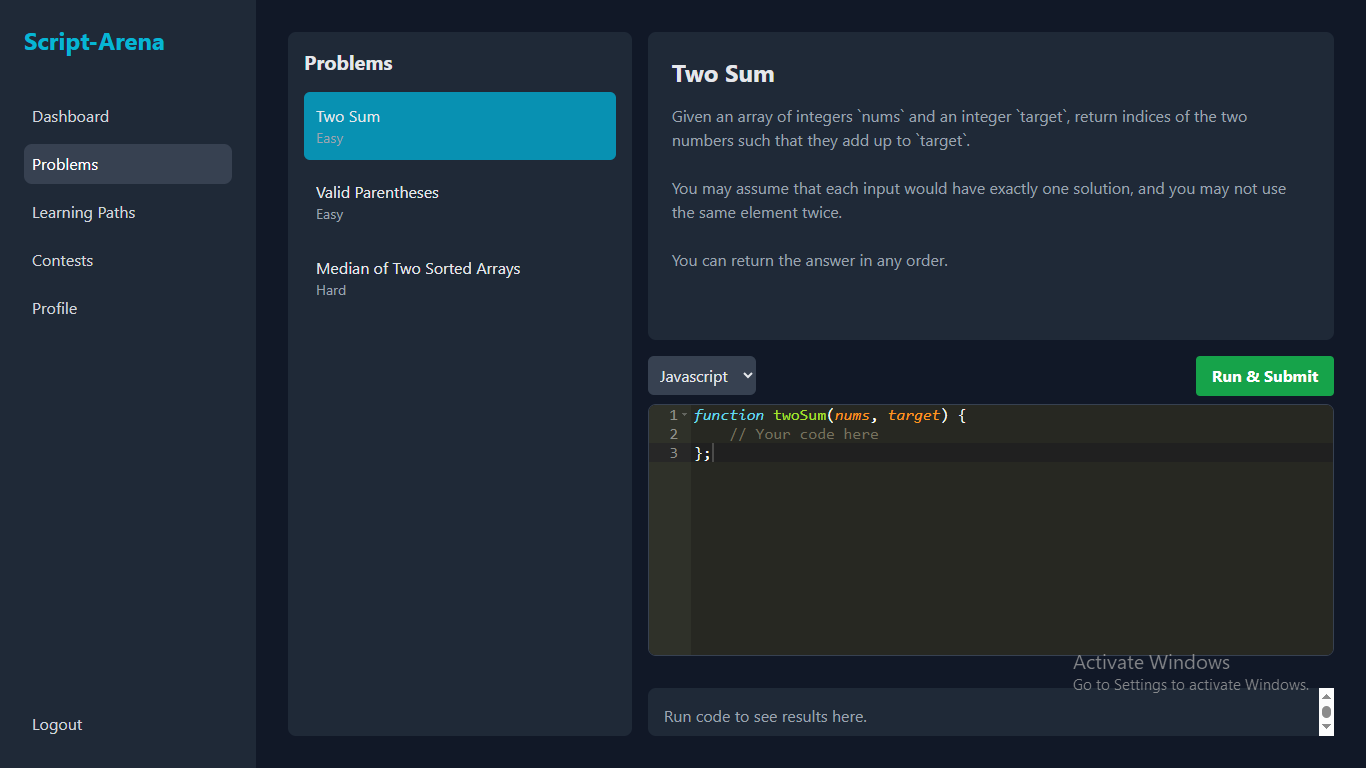 Script-Arena
Dashboard
Problems
Learning Paths
Contests
Profile
Logout
Problems
Two Sum
Easy
Valid Parentheses
Easy
Median of Two Sorted Arrays
Hard
Two Sum
Given an array of integers `nums` and an integer `target`, return indices of the two
numbers such that they add up to `target`.
You may assume that each input would have exactly one solution, and you may not use
the same element twice.
You can return the answer in any order.
Javascript
Run & Submit
1 function twoSum(nums, target) {
2     // Your code here
3 };
Activate Windows
Go to Settings to activate Windows.
Run code to see results here.